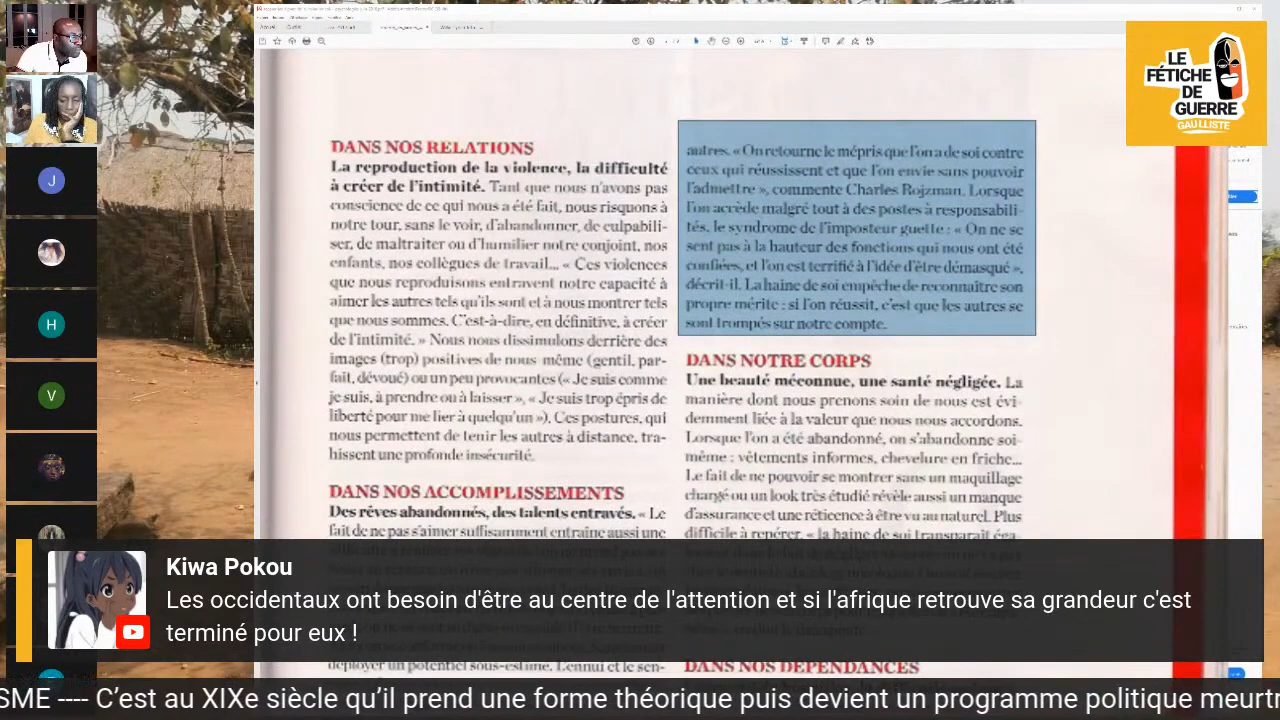 LE
FÉTICHE
DE
GUERRE
GAULLISTE
DANS NOS RELATIONS
La reproduction de la violence, la difficulté
à créer de l'intimité. Tant que nous n'avons pas
conscience de ce qui nous a été fait, nous risquons à
notre tour, sans le voir, d'abandonner, de culpabili-
ser, de maltraiter ou d'humilier notre conjoint, nos
enfants, nos collègues de travail... « Ces violences
que nous reproduisons entravent notre capacité à
aimer les autres tels qu'ils sont et à nous montrer tels
que nous sommes. C'est-à-dire, en définitive, à créer
de l'intimité. » Nous nous dissimulons derrière des
images (trop) positives de nous-même (gentil, par-
fait, dévoué) ou un peu provocantes (« Je suis comme
je suis, à prendre ou à laisser », « Je suis trop épris de
liberté pour me lier à quelqu'un »). Ces postures, qui
nous permettent de tenir les autres à distance, tra-
hissent une profonde insécurité.
DANS NOS ACCOMPLISSEMENTS
Des rêves abandonnés, des talents entravés. « Le
fait de ne pas s'aimer suffisamment entraîne aussi une
déployer un potentiel sous-estimé. L'ennui et le sen-
autres. « On retourne le mépris que l'on a de soi contre
ceux qui réussissent et que l'on envie sans pouvoir
l'admettre », commente Charles Rojzman. Lorsque
l'on accède malgré tout à des postes à responsabili-
tés, le syndrome de l'imposteur guette : « On ne se
sent pas à la hauteur des fonctions qui nous ont été
confiées, et l'on est terrifié à l'idée d'être démasqué »,
décrit-il. La haine de soi empêche de reconnaître son
propre mérite : si l'on réussit, c'est que les autres se
sont trompés sur notre compte.
DANS NOTRE CORPS
Une beauté méconnue, une santé négligée. La
manière dont nous prenons soin de nous est évi-
demment liée à la valeur que nous nous accordons.
Lorsque l'on a été abandonné, on s'abandonne soi-
même : vêtements informes, chevelure en friche...
Le fait de ne pouvoir se montrer sans un maquillage
chargé ou un look très étudié révèle aussi un manque
d'assurance et une réticence à être vu au naturel. Plus
difficile à repérer, « la haine de soi transparaît éga-
DANS NOS DÉPENDANCES
J
H
V
Kiwa Pokou
Les occidentaux ont besoin d'être au centre de l'attention et si l'afrique retrouve sa grandeur c'est
terminé pour eux !
SME ---- C'est au XIXe siècle qu'il prend une forme théorique puis devient un programme politique meurtr